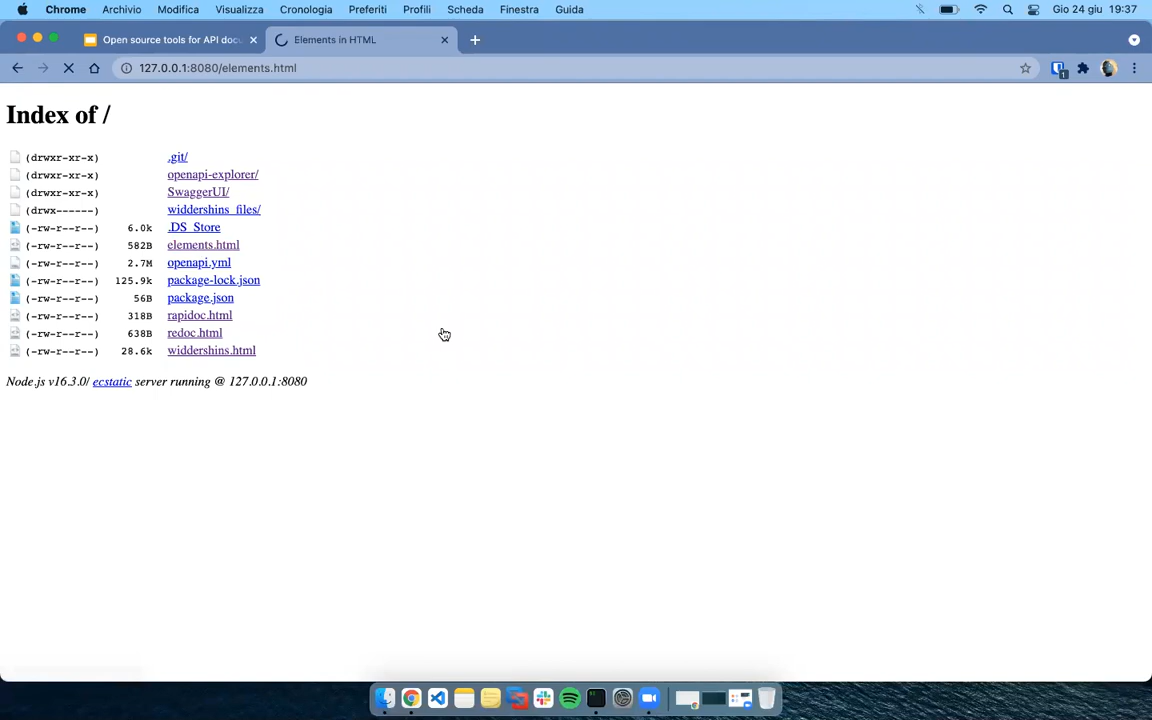 Chrome Archivio Modifica Visualizza Cronologia Preferiti Profili Scheda Finestra Guida Gio 24 giu 19:37
Open source tools for API docu Elements in HTML
127.0.0.1:8080/elements.html 1
Index of /
(drwxr-xr-x) .git/
(drwxr-xr-x) openapi-explorer/
(drwxr-xr-x) SwaggerUI/
(drwx------) widdershins_files/
(-rw-r--r--) 6.0k .DS_Store
(-rw-r--r--) 582B elements.html
(-rw-r--r--) 2.7M openapi.yml
(-rw-r--r--) 125.9k package-lock.json
(-rw-r--r--) 56B package.json
(-rw-r--r--) 318B rapidoc.html
(-rw-r--r--) 638B redoc.html
(-rw-r--r--) 28.6k widdershins.html
Node.js v16.3.0/ ecstatic server running @ 127.0.0.1:8080